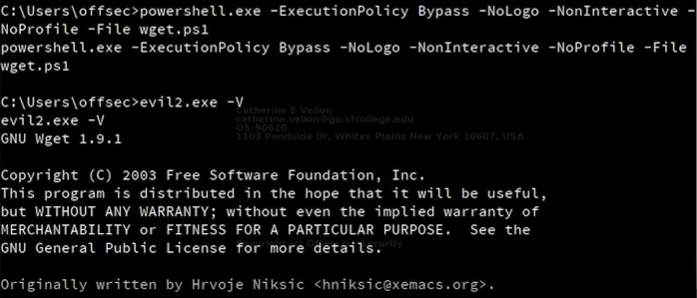 C:\Users\offsec>powershell.exe -ExecutionPolicy Bypass -NoLogo -NonInteractive -
NoProfile -File wget.ps1
powershell.exe -ExecutionPolicy Bypass -NoLogo -NonInteractive -NoProfile -File
wget.ps1
C:\Users\offsec>evil2.exe -V
Catherine E Vellon
evil2.exe -V
catherine.vellon@go.sfcollege.edu
OS-90620
GNU Wget 1.9.1
1103 Pondside Dr, Whites Plains New York 10607, USA
Copyright (C) 2003 Free Software Foundation, Inc.
This program is distributed in the hope that it will be useful,
but WITHOUT ANY WARRANTY; without even the implied warranty of
MERCHANTABILITY or FITNESS FOR A PARTICULAR PURPOSE.  See the
GNU General Public License for more details.
Originally written by Hrvoje Niksic <hniksic@xemacs.org>.